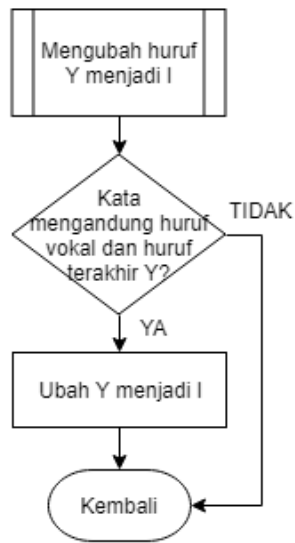 Mengubah huruf
Y menjadi I
Kata
mengandung huruf
vokal dan huruf
terakhir Y?
TIDAK
YA
Ubah Y menjadi I
Kembali